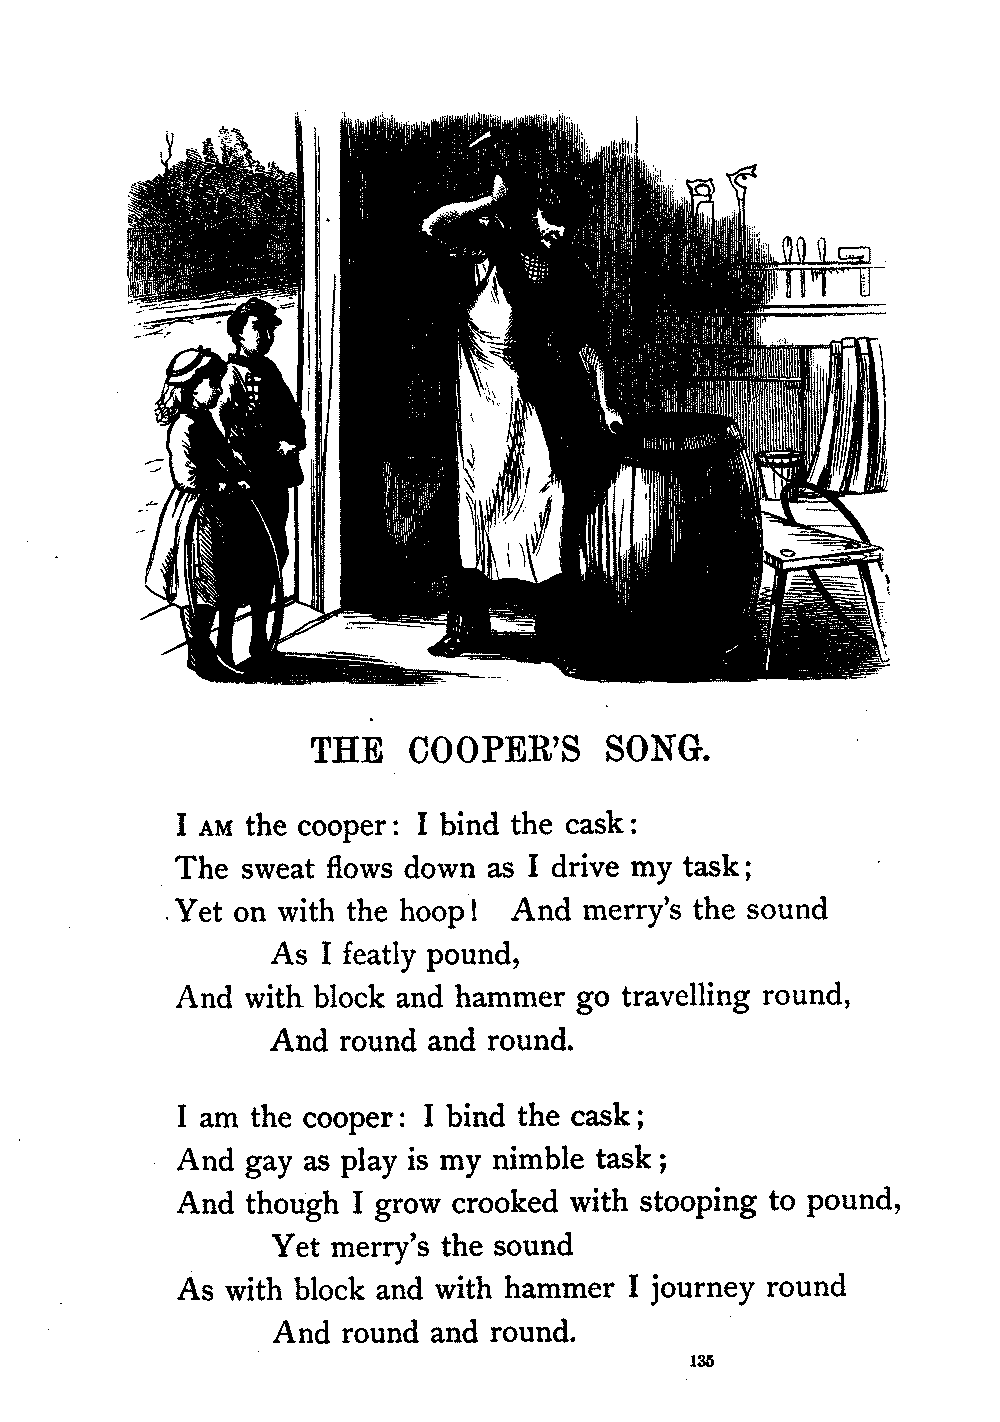 THE COOPER'S SONG.
I AM the cooper: I bind the cask:
The sweat flows down as I drive my task;
Yet on with the hoop! And merry's the sound
As I featly pound,
And with block and hammer go travelling round,
And round and round.
I am the cooper: I bind the cask;
And gay as play is my nimble task;
And though I grow crooked with stooping to pound,
Yet merry's the sound
As with block and with hammer I journey round
And round and round.
135